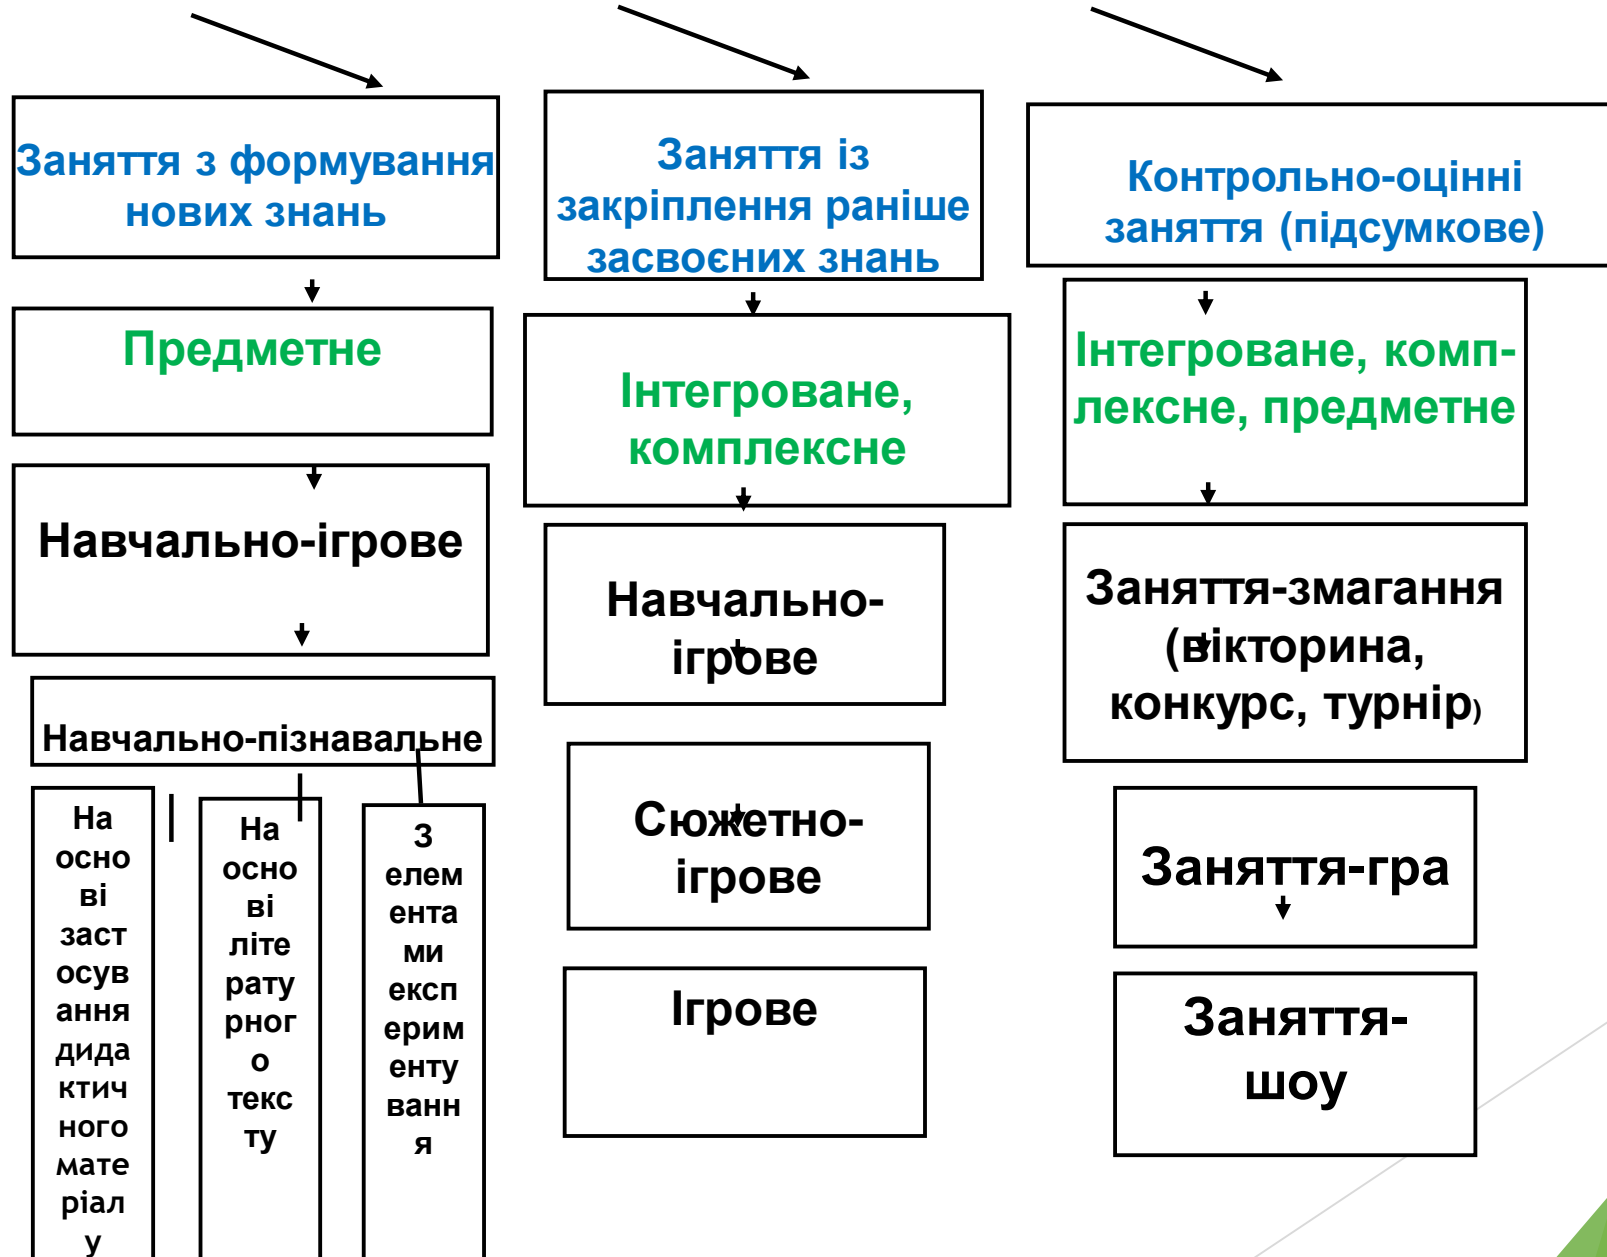 Заняття з формування
нових знань
Предметне
Навчально-ігрове
Навчально-пізнавальне
На
осно
ві
заст
осув
ання
дида
ктич
ного
мате
ріал
у
На
осно
ві
літе
рату
рног
о
текс
ту
З
елем
ента
ми
експ
ерим
енту
ванн
я
Заняття із
закріплення раніше
засвоєних знань
Інтегроване,
комплексне
Навчально-
ігрове
Сюжетно-
ігрове
Ігрове
Контрольно-оцінні
заняття (підсумкове)
Інтегроване, комп-
лексне, предметне
Заняття-змагання
(вікторина,
конкурс, турнір)
Заняття-гра
Заняття-
шоу